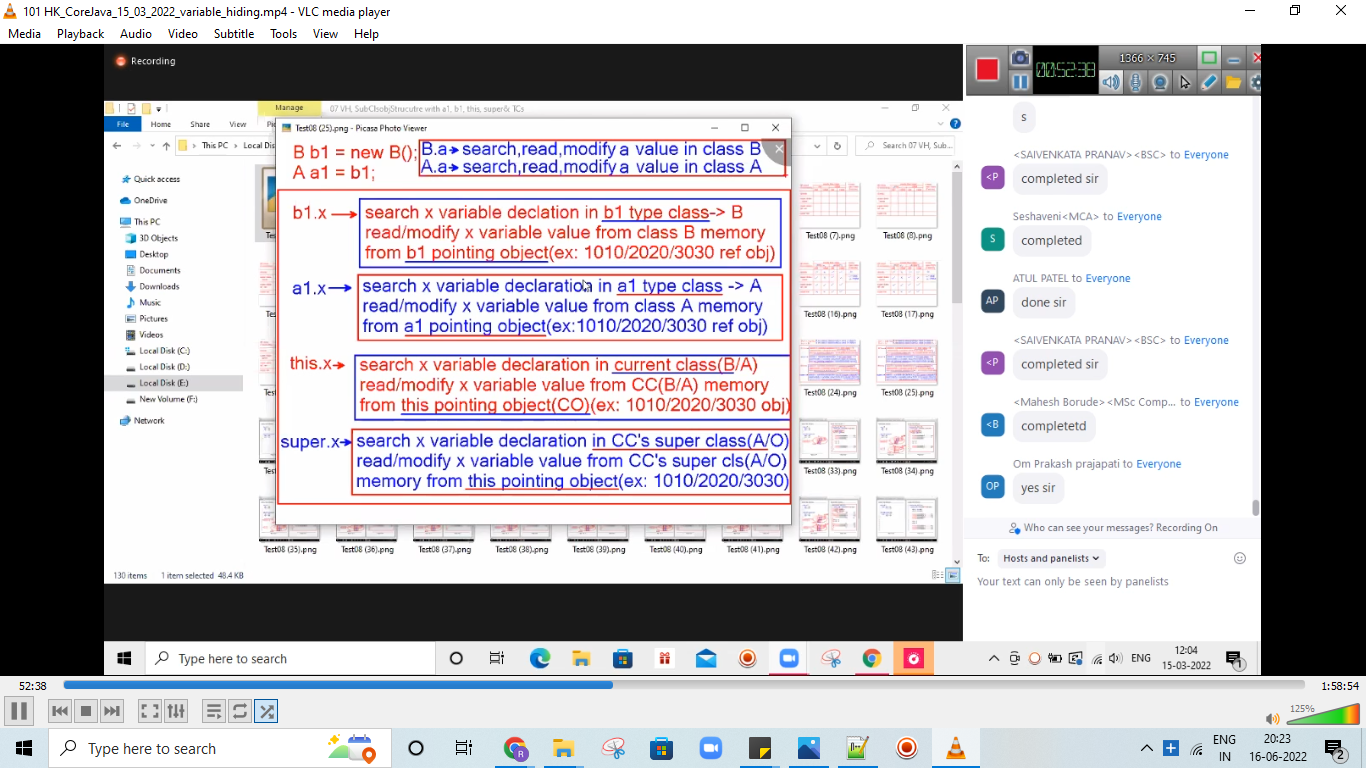 101 HK_CoreJava_15_03_2022_variable_hiding.mp4 - VLC media player
Media Playback Audio Video Subtitle Tools View Help
Recording
00:52:38
1366 × 745
Manage
07 VH, SubClsobjStrucutre with a1, b1, this, super& TCs
File Home Share View
This PC
Local Dis
Search 07 VH, Sub...
Test08 (25).png - Picasa Photo Viewer
B b1 = new B();
A a1 = b1;
B.a→ search,read,modify a value in class B
A.a→ search,read,modify a value in class A
b1.x
search x variable declation in b1 type class-> B
read/modify x variable value from class B memory
from b1 pointing object(ex: 1010/2020/3030 ref obj)
a1.x
search x variable declaration in a1 type class -> A
read/modify x variable value from class A memory
from a1 pointing object(ex:1010/2020/3030 ref obj)
this.x
search x variable declaration in current class(B/A)
read/modify x variable value from CC(B/A) memory
from this pointing object(CO)(ex: 1010/2020/3030 obj)
super.x
search x variable declaration in CC's super class(A/O)
read/modify x variable value from CC's super cls(A/O)
memory from this pointing object(ex: 1010/2020/3030)
Quick access
OneDrive
This PC
3D Objects
Desktop
Documents
Downloads
Music
Pictures
Videos
Local Disk (C:)
Local Disk (D:)
Local Disk (E:)
New Volume (F:)
Network
Test08 (7).png Test08 (8).png
Test08 (16).png Test08 (17).png
Test08 (24).png Test08 (25).png
Test08 (33).png Test08 (34).png
Test08 (35).png Test08 (36).png Test08 (37).png Test08 (38).png Test08 (39).png Test08 (40).png Test08 (41).png Test08 (42).png Test08 (43).png
130 items 1 item selected 48.4 KB
s
<SAIVENKATA PRANAV><BSC> to Everyone
<P
completed sir
Seshaveni<MCA> to Everyone
S
completed
ATUL PATEL to Everyone
AP
done sir
<SAIVENKATA PRANAV><BSC> to Everyone
<P
completed sir
<Mahesh Borude><MSc Comp... to Everyone
<B
completetd
Om Prakash prajapati to Everyone
OP
yes sir
Who can see your messages? Recording On
To: Hosts and panelists
Your text can only be seen by panelists
Type here to search
ENG
12:04
15-03-2022
1
52:38
1:58:54
125%
Type here to search
R
ENG
IN
20:23
16-06-2022
2